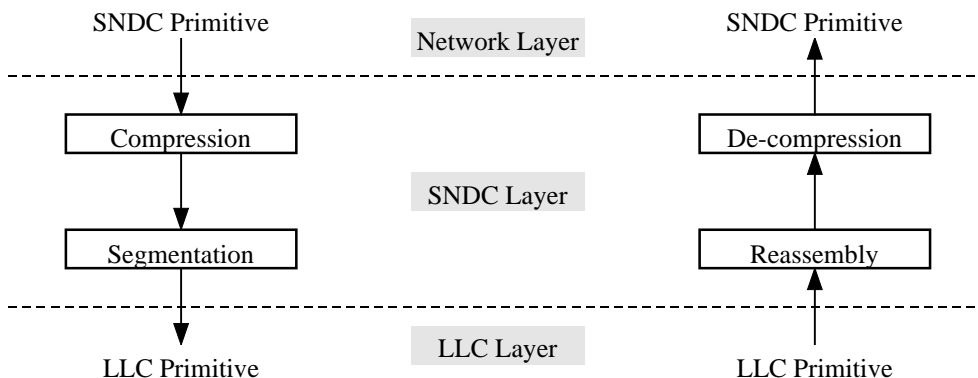 SNDC Primitive
Network Layer
SNDC Primitive
Compression
De-compression
SNDC Layer
Segmentation
Reassembly
LLC Layer
LLC Primitive
LLC Primitive